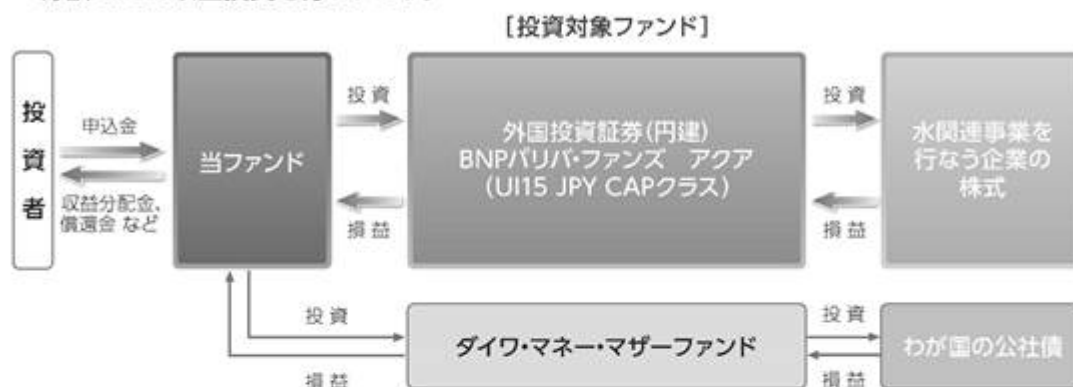 [投資対象ファンド]
投資者
申込金
収益分配金、
償還金 など
当ファンド
投資
損益
外国投資証券(円建)
BNPパリバ・ファンズ アクア
(UI15 JPY CAPクラス)
投資
損益
水関連事業を
行なう企業の
株式
投資
損益
ダイワ・マネー・マザーファンド
投資
損益
わが国の公社債